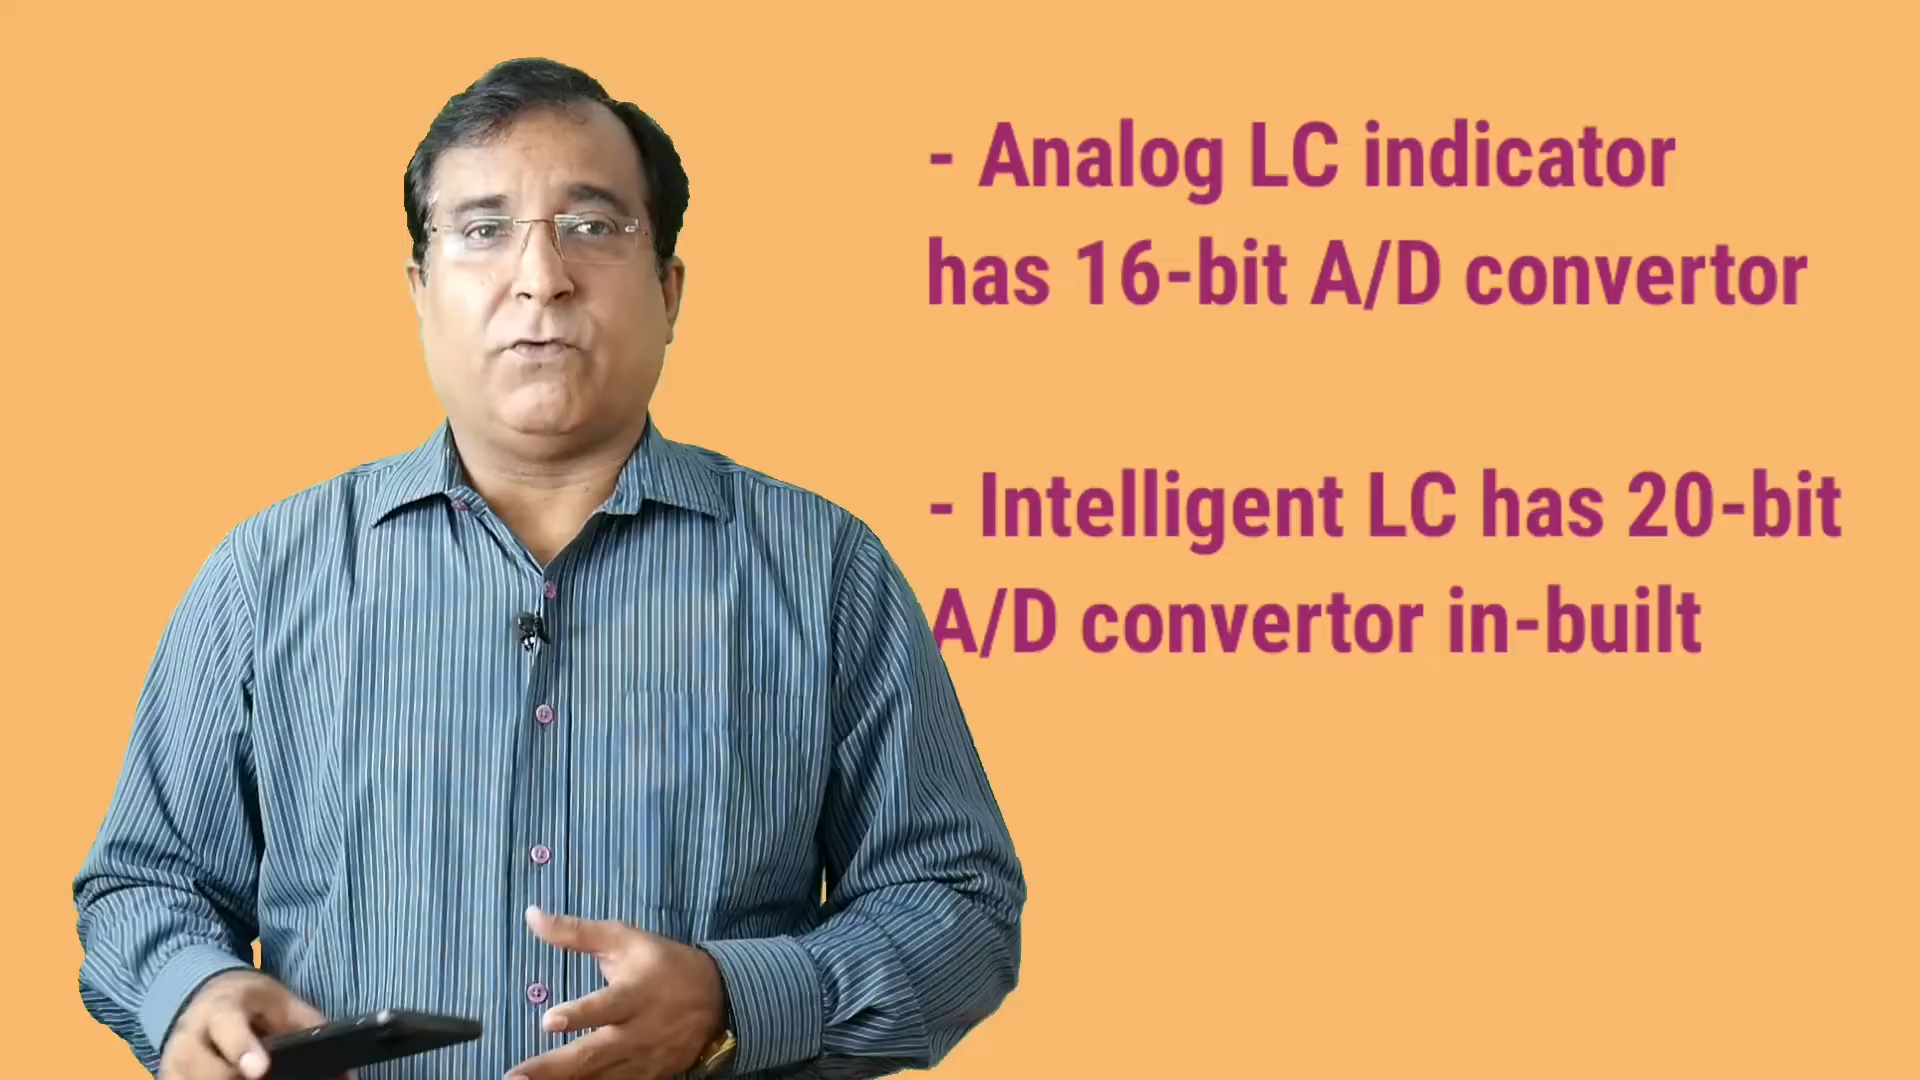 - Analog LC indicator
has 16-bit A/D convertor
- Intelligent LC has 20-bit
A/D convertor in-built